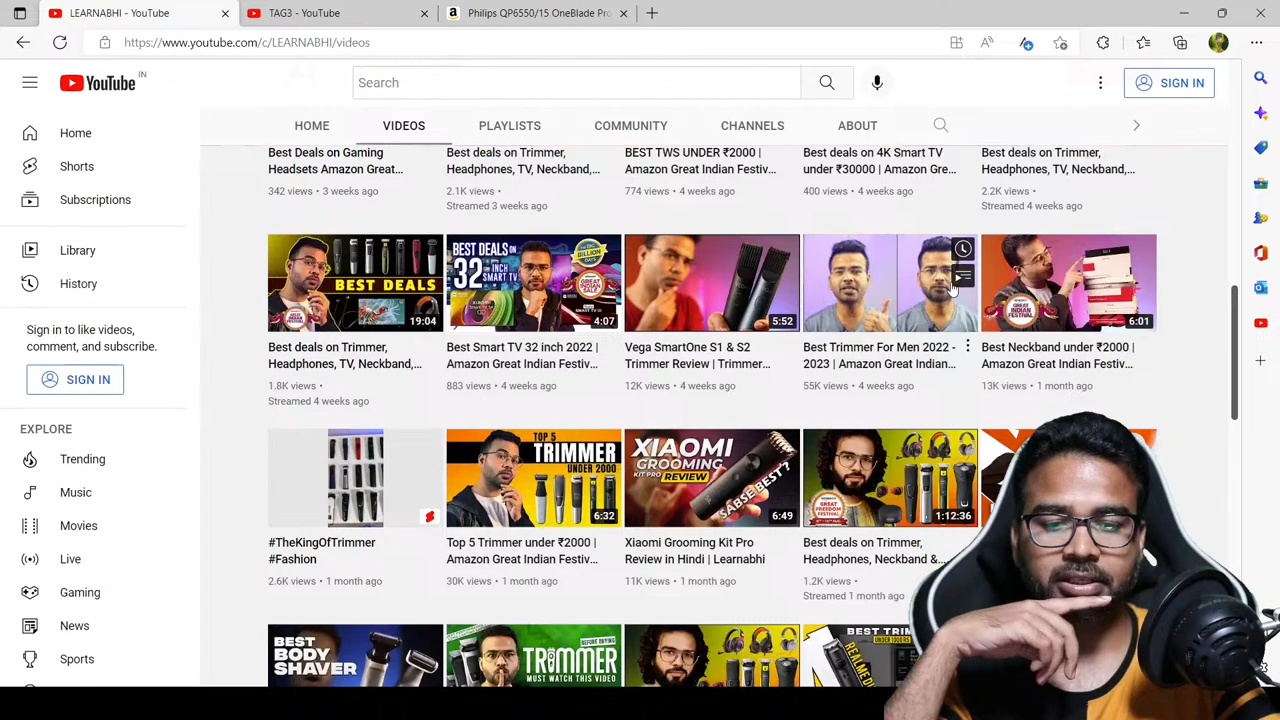 LEARNABHI - YouTube
TAG3 - YouTube
Philips QP6550/15 OneBlade Pro
https://www.youtube.com/c/LEARNABHI/videos
YouTube IN
Search
SIGN IN
HOME VIDEOS PLAYLISTS COMMUNITY CHANNELS ABOUT
Home
Shorts
Subscriptions
Library
History
Sign in to like videos,
comment, and subscribe.
SIGN IN
EXPLORE
Trending
Music
Movies
Live
Gaming
News
Sports
Best Deals on Gaming
Headsets Amazon Great...
342 views • 3 weeks ago
Best deals on Trimmer,
Headphones, TV, Neckband,...
2.1K views •
Streamed 3 weeks ago
BEST TWS UNDER ₹2000 |
Amazon Great Indian Festiv...
774 views • 4 weeks ago
Best deals on 4K Smart TV
under ₹30000 | Amazon Gre...
400 views • 4 weeks ago
Best deals on Trimmer,
Headphones, TV, Neckband,...
2.2K views •
Streamed 4 weeks ago
BEST DEALS
19:04
Best deals on Trimmer,
Headphones, TV, Neckband,...
1.8K views •
Streamed 4 weeks ago
BEST DEALS ON
32 INCH
SMART TV
4:07
Best Smart TV 32 inch 2022 |
Amazon Great Indian Festiv...
883 views • 4 weeks ago
5:52
Vega SmartOne S1 & S2
Trimmer Review | Trimmer...
12K views • 4 weeks ago
Best Trimmer For Men 2022 -
2023 | Amazon Great Indian...
55K views • 4 weeks ago
6:01
Best Neckband under ₹2000 |
Amazon Great Indian Festiv...
13K views • 1 month ago
#TheKingOfTrimmer
#Fashion
2.6K views • 1 month ago
TOP 5
TRIMMER
UNDER 2000
6:32
Top 5 Trimmer under ₹2000 |
Amazon Great Indian Festiv...
30K views • 1 month ago
XIAOMI
GROOMING
KIT PRO
REVIEW
SABSE BEST?
6:49
Xiaomi Grooming Kit Pro
Review in Hindi | Learnabhi
11K views • 1 month ago
1:12:36
Best deals on Trimmer,
Headphones, Neckband &...
1.2K views •
Streamed 1 month ago
BEST
BODY
SHAVER
BEFORE BUYING
TRIMMER
MUST WATCH THIS VIDEO